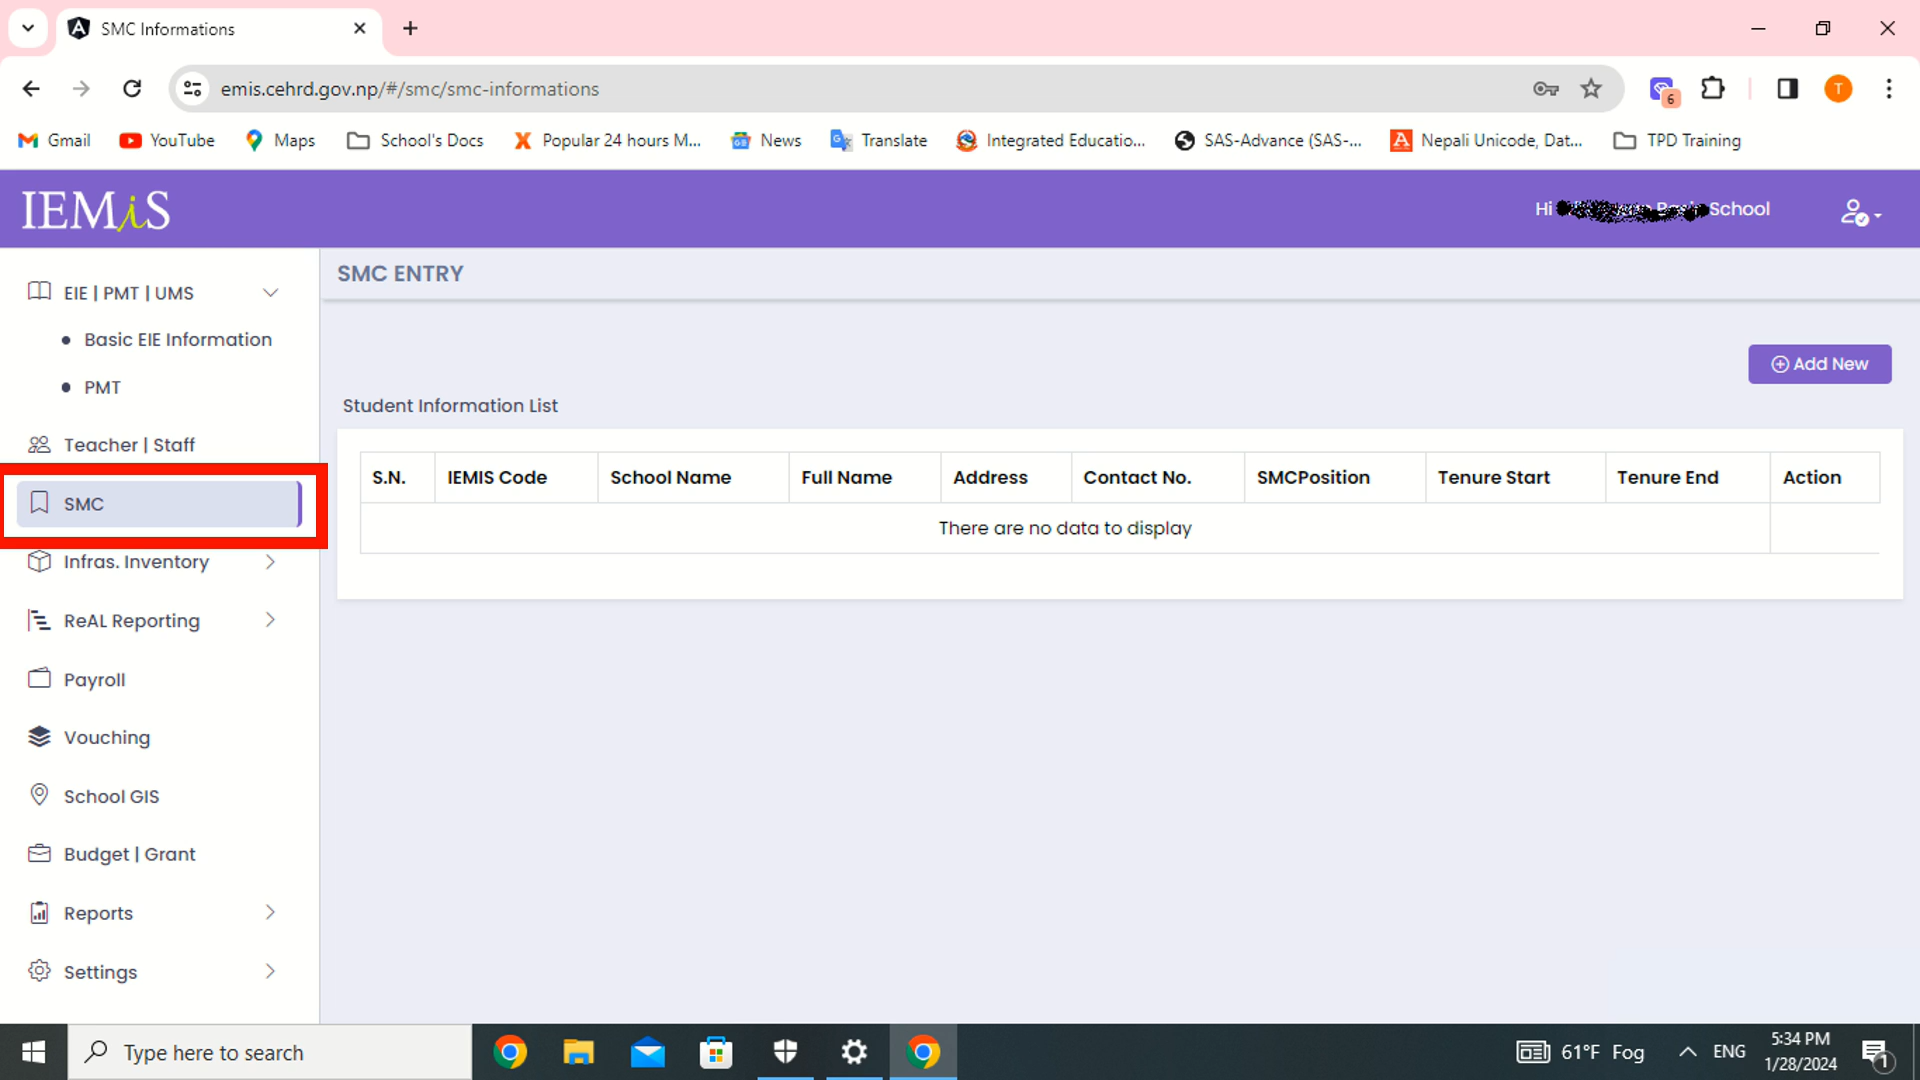 SMC Informations
emis.cehrd.gov.np/#/smc/smc-informations
6
T
Gmail YouTube Maps School's Docs Popular 24 hours M... News Translate Integrated Educatio... SAS-Advance (SAS-... Nepali Unicode, Dat... TPD Training
IEMiS
Hi School
EIE | PMT | UMS
Basic EIE Information
PMT
Teacher | Staff
SMC
Infras. Inventory
ReAL Reporting
Payroll
Vouching
School GIS
Budget | Grant
Reports
Settings
SMC ENTRY
Add New
Student Information List
S.N. IEMIS Code School Name Full Name Address Contact No. SMCPosition Tenure Start Tenure End Action
There are no data to display
Type here to search
61°F Fog
ENG
5:34 PM
1/28/2024
1